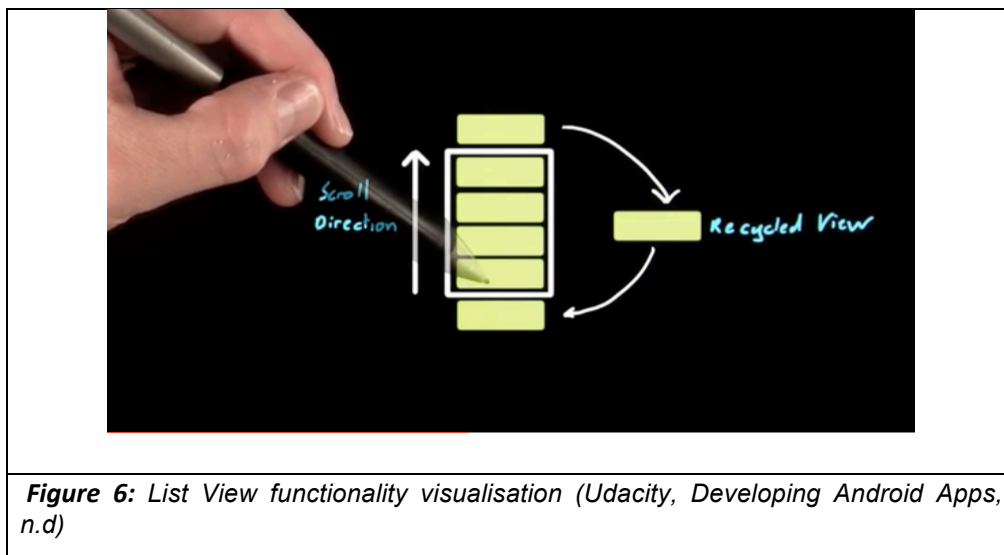 Scroll
Direction
Recycled View
Figure 6: List View functionality visualisation (Udacity, Developing Android Apps,
n.d)